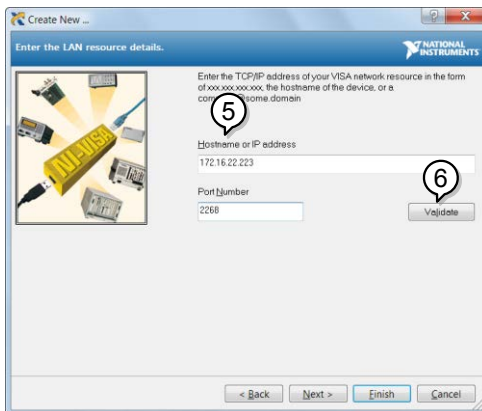 Create New ...
Enter the LAN resource details.
NATIONAL
INSTRUMENTS
Enter the TCP/IP address of your VISA network resource in the form
of xxx.xxx.xxx.xxx, the hostname of the device, or a
some.domain
5
Hostname or IP address
172.16.22.223
6
Port Number
2268
Validate
NI-VISA
< Back
Next >
Finish
Cancel